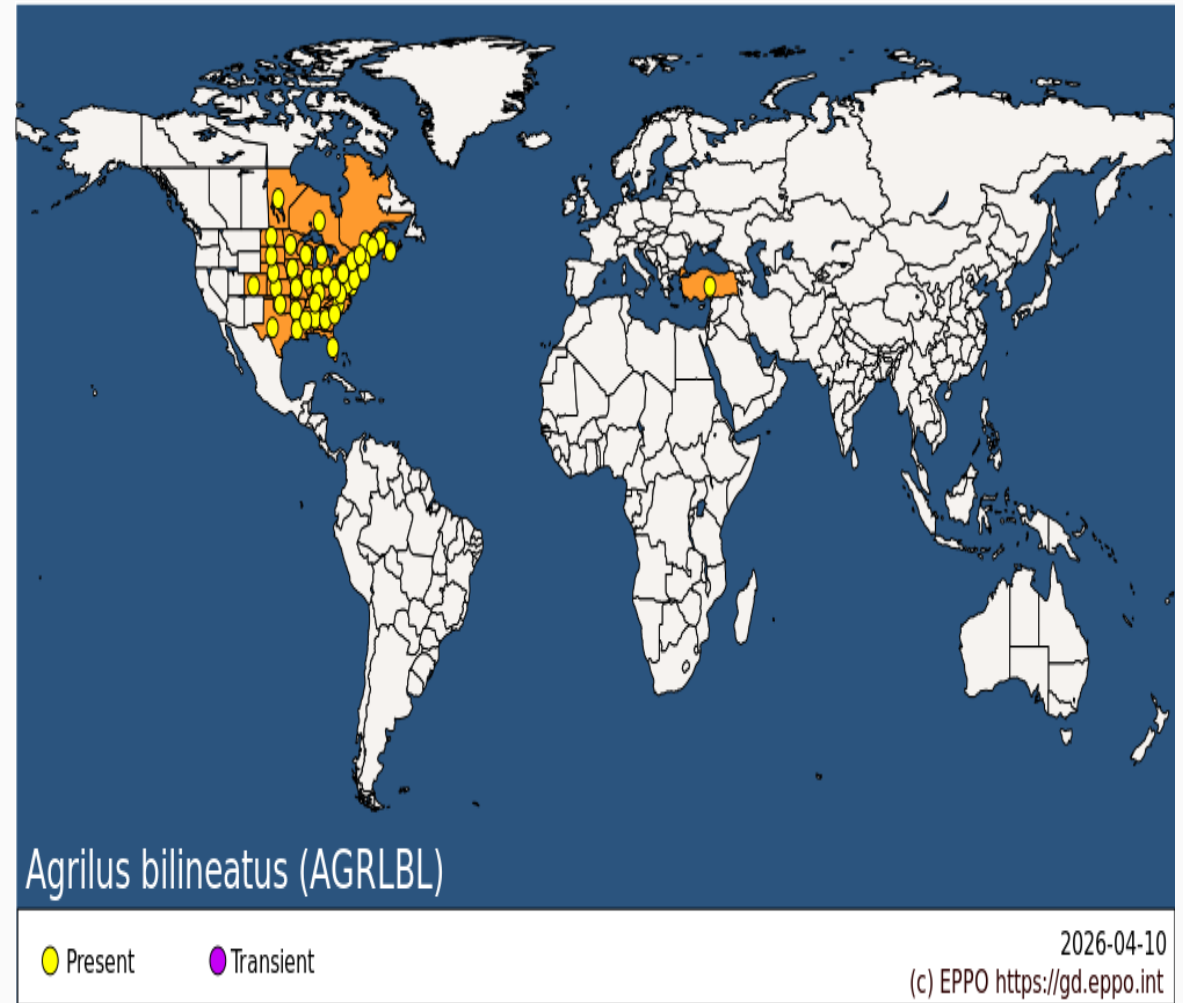 Agrilus bilineatus (AGRLBL)
Present
Transient
2026-04-10
(c) EPPO https://gd.eppo.int